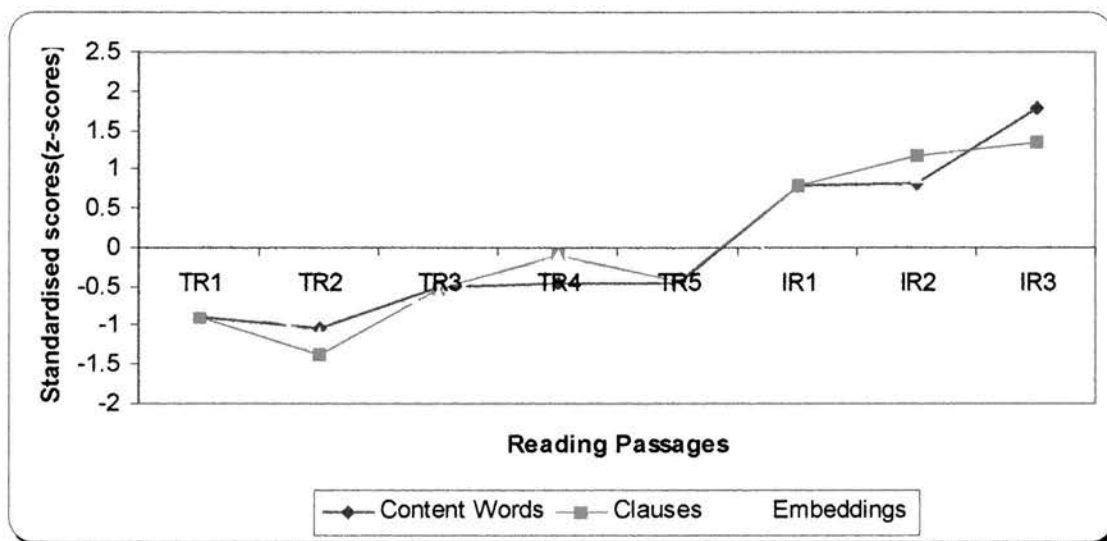 Standardised scores(z-scores)
2.5
2
1.5
1
0.5
0
-0.5
-1
-1.5
-2
TR1 TR2 TR3 TR4 TR5 IR1 IR2 IR3
Reading Passages
Content Words Clauses Embeddings